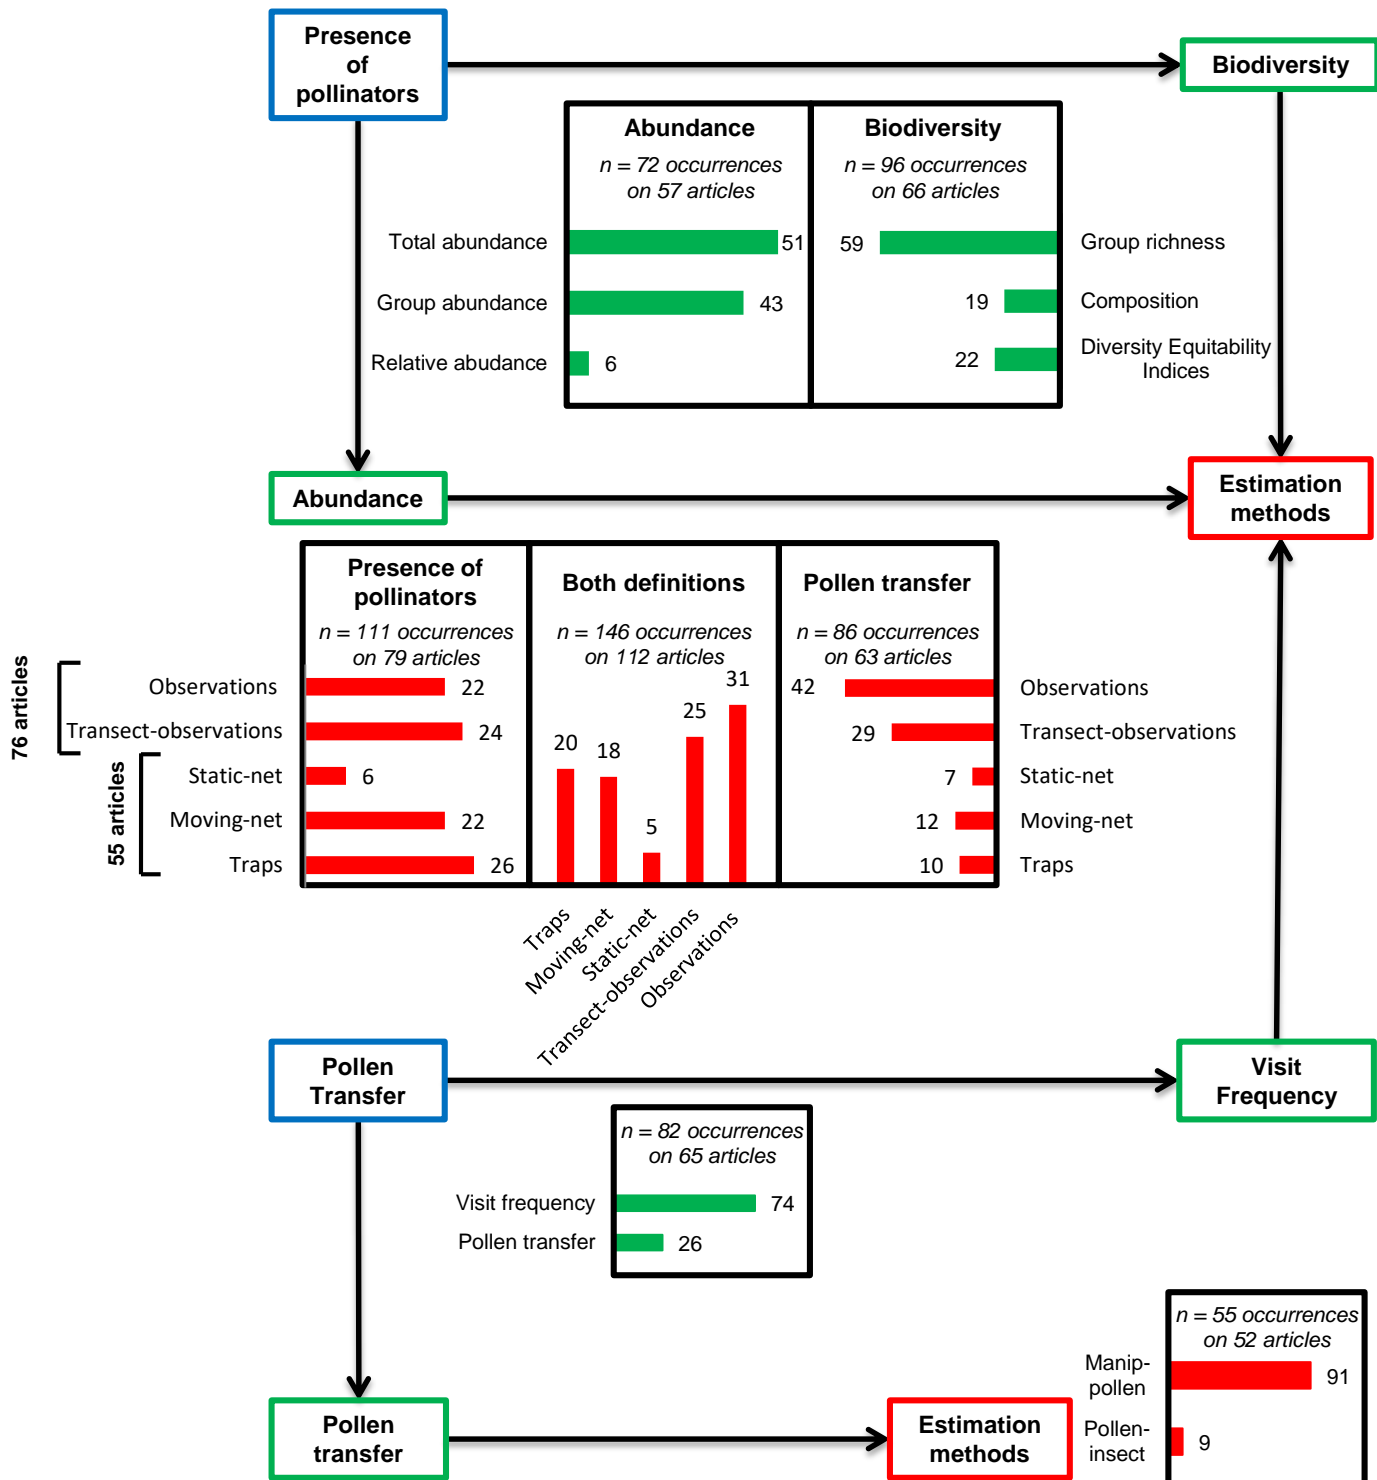 Presence
of
pollinators
Biodiversity
Abundance
n = 72 occurrences
on 57 articles
Biodiversity
n = 96 occurrences
on 66 articles
Total abundance
51
59
Group richness
Group abundance
43
19
Composition
Relative abudance
6
22
Diversity Equitability
Indices
Abundance
Estimation
methods
Presence of
pollinators
n = 111 occurrences
on 79 articles
Both definitions
n = 146 occurrences
on 112 articles
Pollen transfer
n = 86 occurrences
on 63 articles
76 articles
55 articles
Observations
22
Transect-observations
24
Static-net
6
Moving-net
22
Traps
26
20
18
5
25
31
Traps
Moving-net
Static-net
Transect-observations
Observations
42
Observations
29
Transect-observations
7
Static-net
12
Moving-net
10
Traps
Pollen
Transfer
Visit
Frequency
n = 82 occurrences
on 65 articles
Visit frequency
74
Pollen transfer
26
n = 55 occurrences
on 52 articles
Manip-
pollen
91
Pollen-
insect
9
Pollen
transfer
Estimation
methods